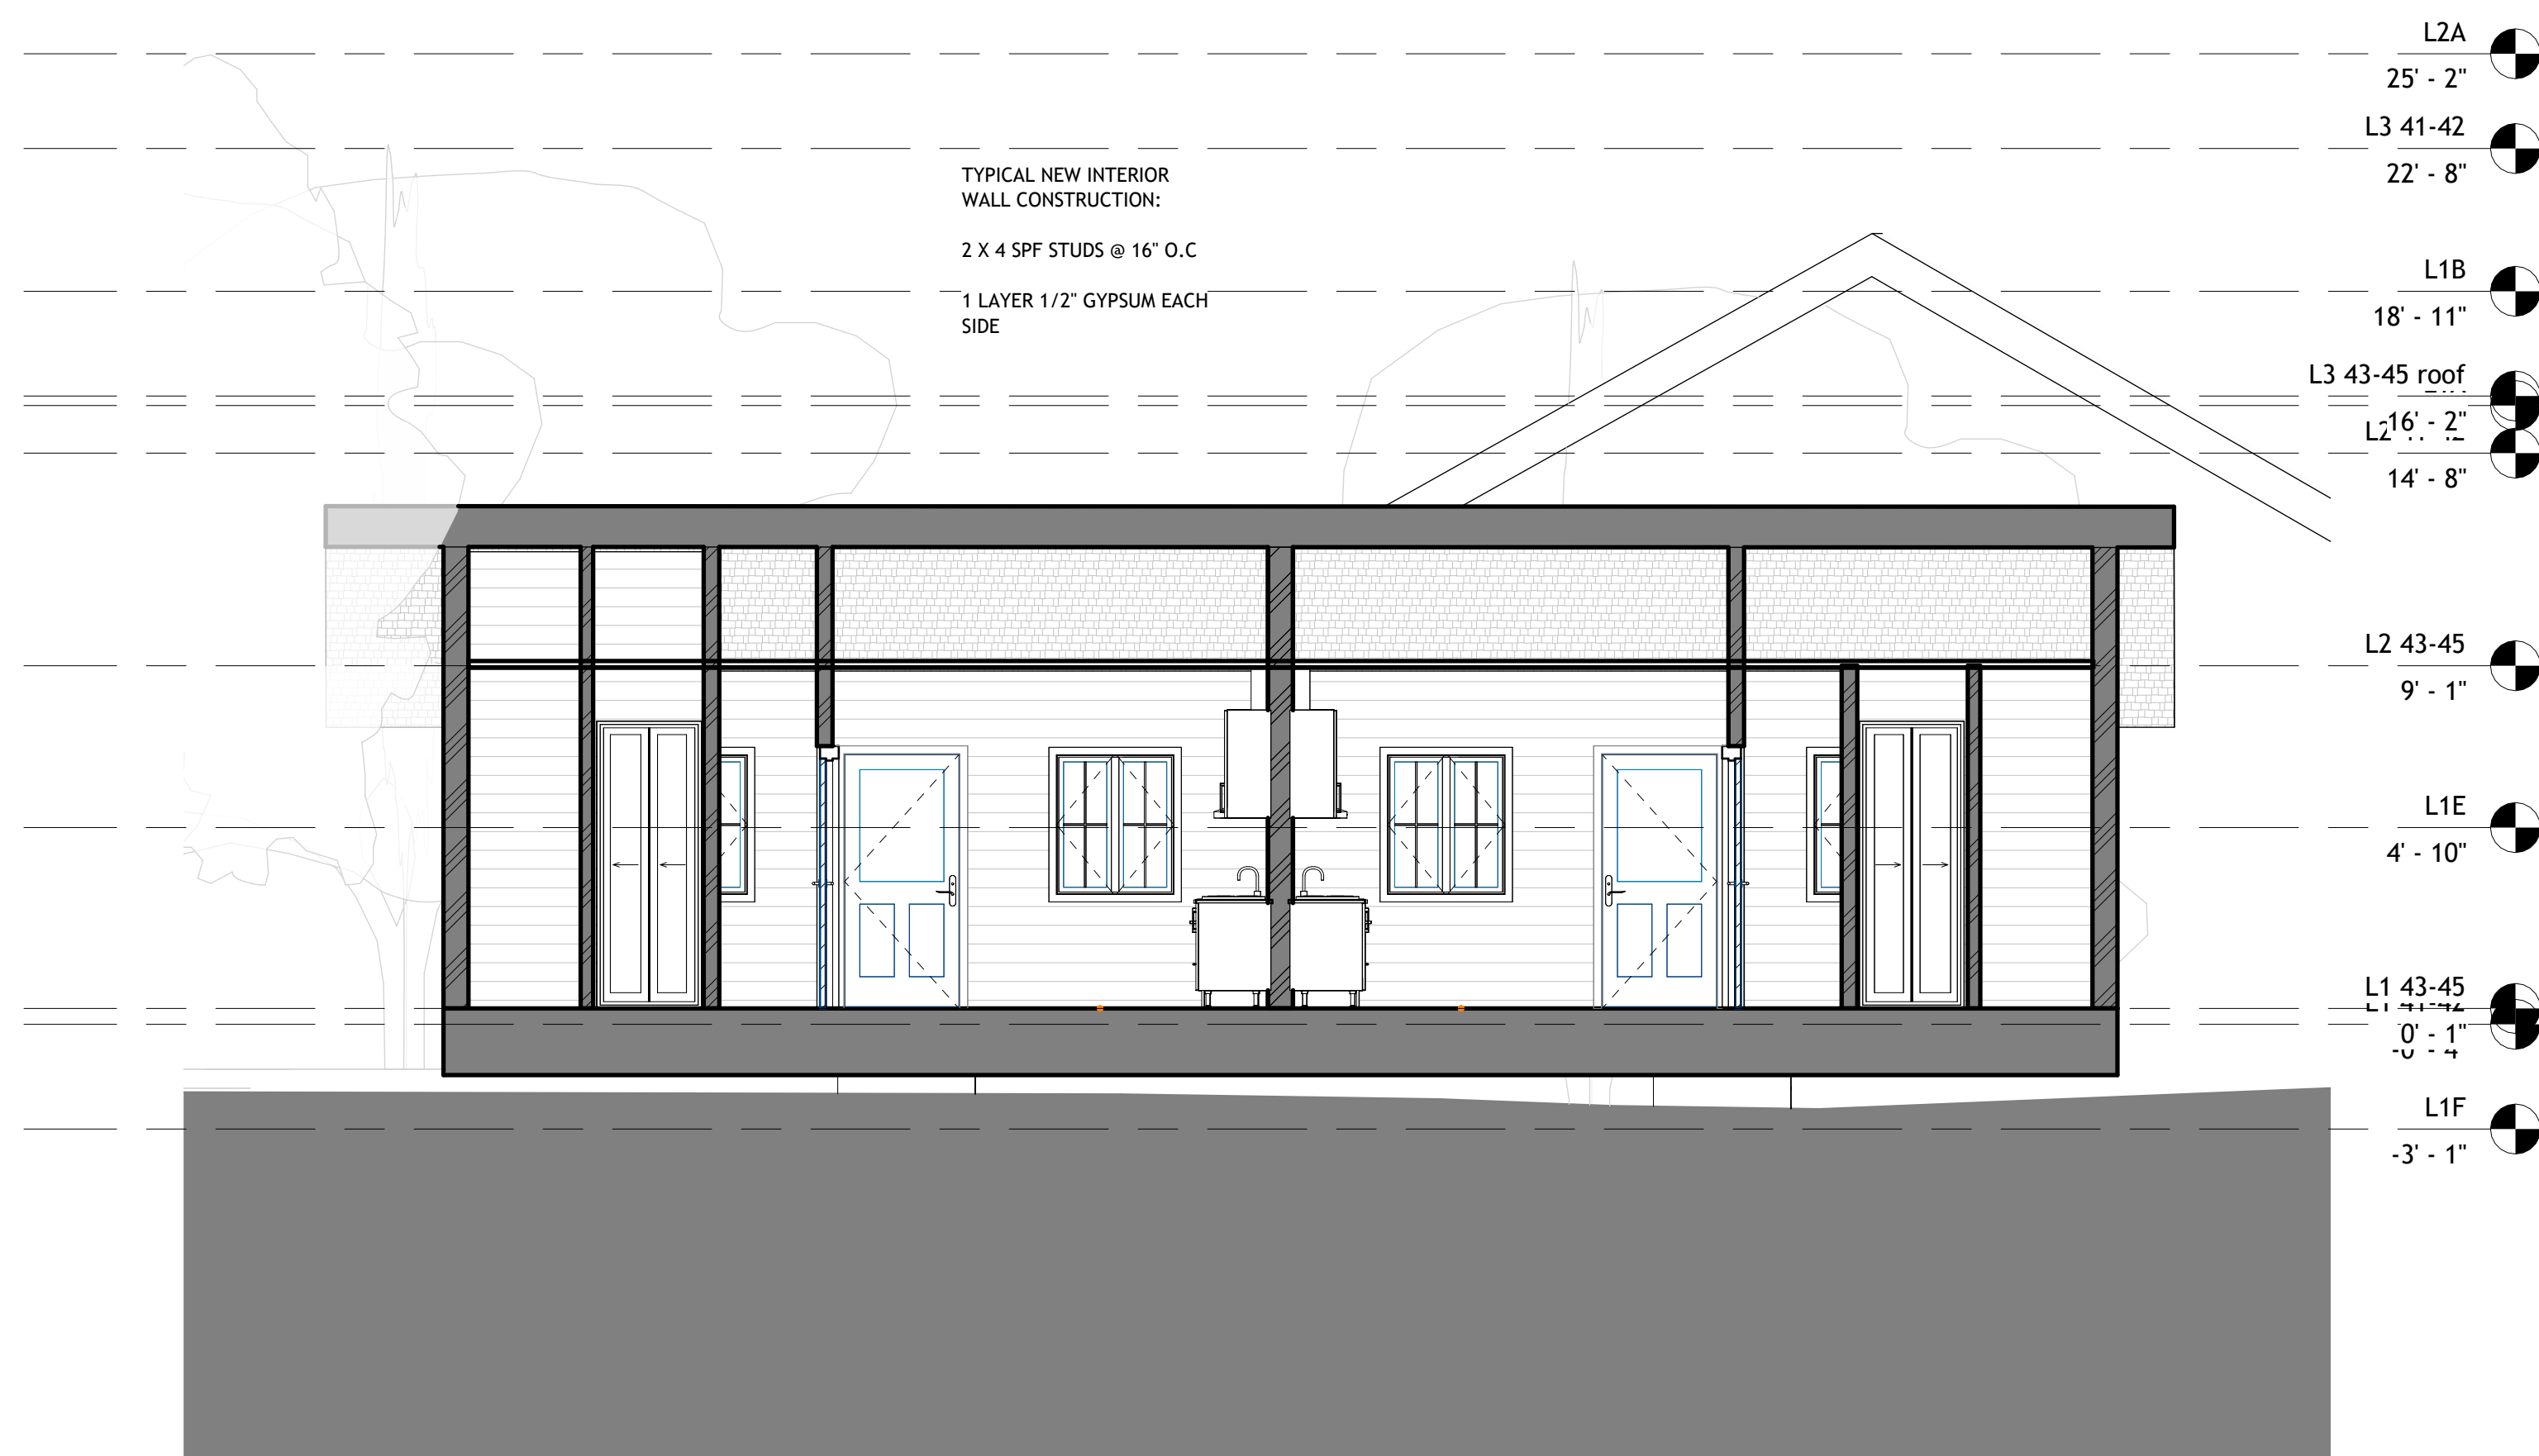 L2A
25' - 2"
L3 41-42
22' - 8"
TYPICAL NEW INTERIOR
WALL CONSTRUCTION:
2 X 4 SPF STUDS @ 16" O.C
1 LAYER 1/2" GYPSUM EACH
SIDE
L1B
18' - 11"
L3 43-45 roof
16' - 2"
14' - 8"
L2 43-45
9' - 1"
L1E
4' - 10"
L1 43-45
0' - 1"
L1F
-3' - 1"